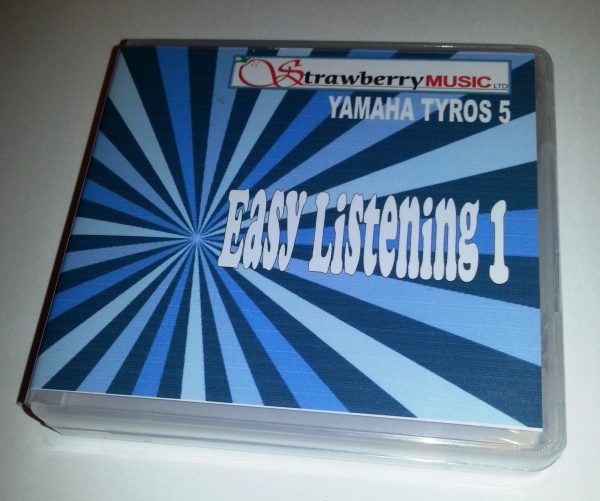 Strawberry MUSIC LTD
YAMAHA TYROS 5
Easy Listening 1